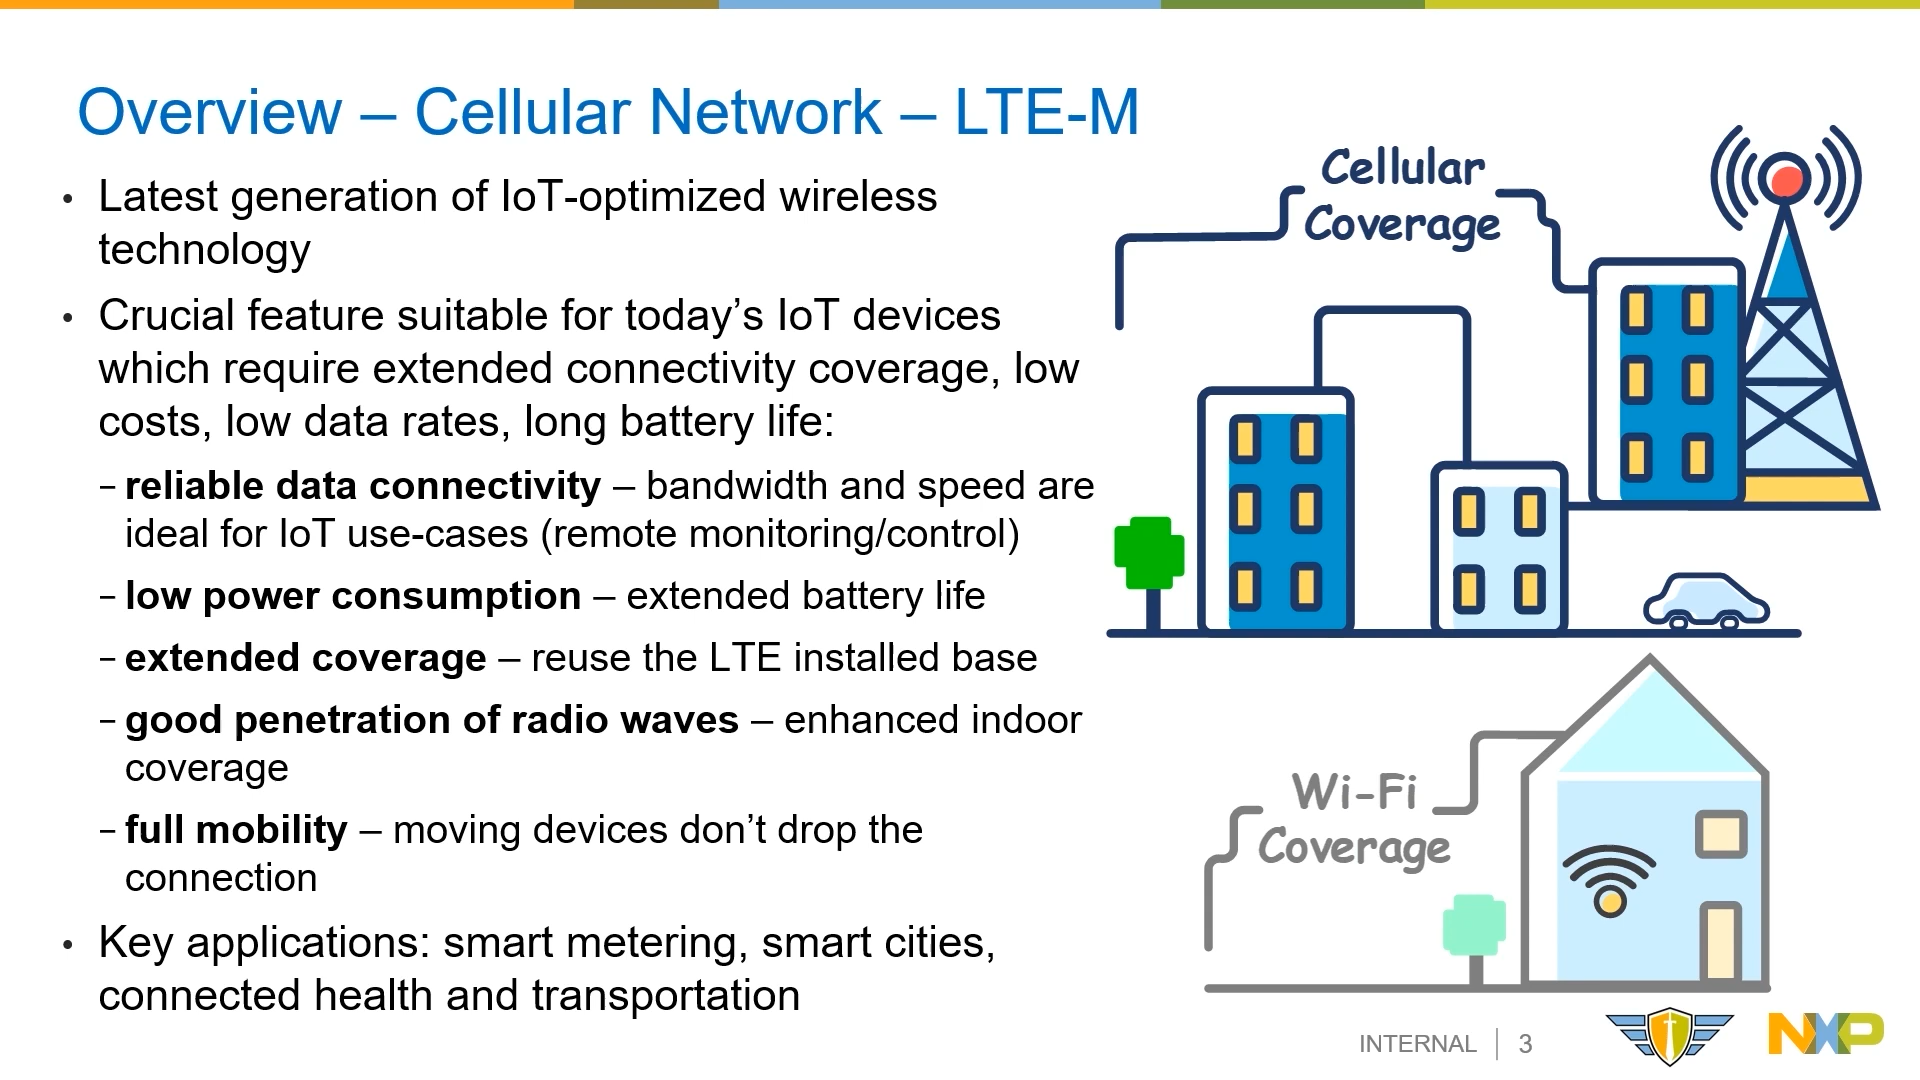 Overview – Cellular Network – LTE-M
• Latest generation of IoT-optimized wireless
technology
• Crucial feature suitable for today’s IoT devices
which require extended connectivity coverage, low
costs, low data rates, long battery life:
– reliable data connectivity – bandwidth and speed are
ideal for IoT use-cases (remote monitoring/control)
– low power consumption – extended battery life
– extended coverage – reuse the LTE installed base
– good penetration of radio waves – enhanced indoor
coverage
– full mobility – moving devices don’t drop the
connection
• Key applications: smart metering, smart cities,
connected health and transportation
Cellular
Coverage
Wi-Fi
Coverage
INTERNAL | 3
NXP